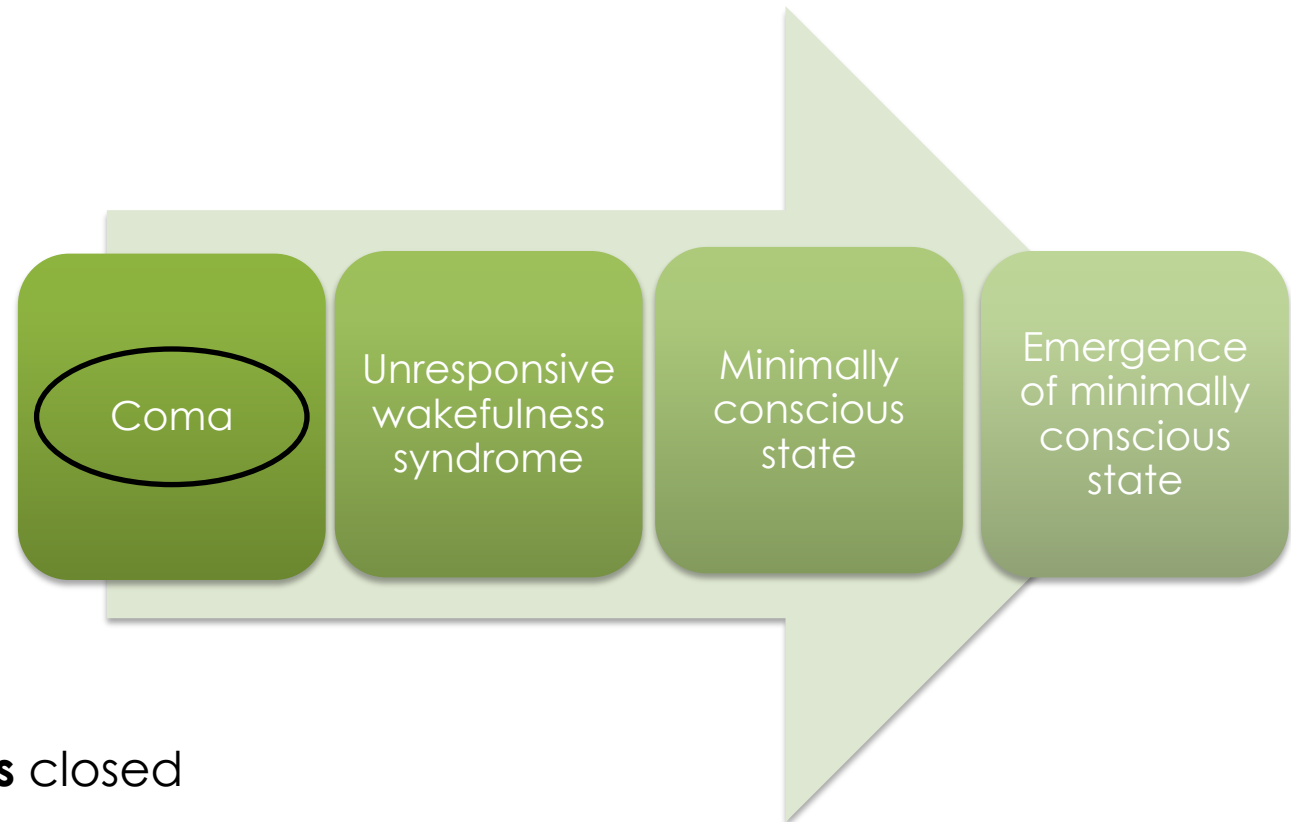 Coma
Unresponsive
wakefulness
syndrome
Minimally
conscious
state
Emergence
of minimally
conscious
state
s closed